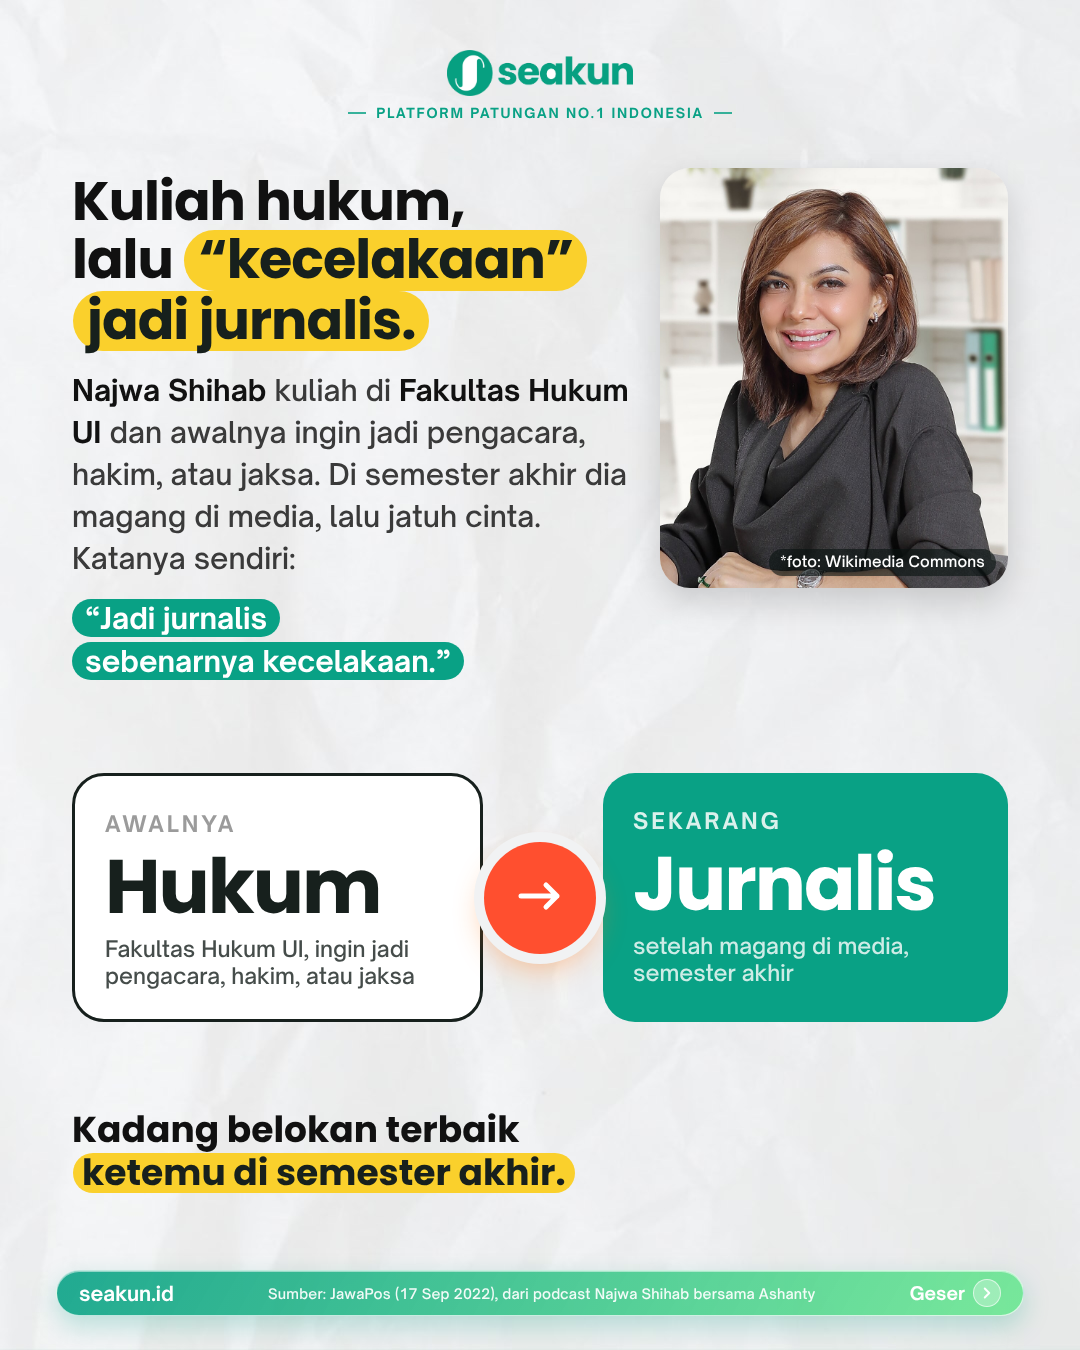 seakun
PLATFORM PATUNGAN NO.1 INDONESIA
Kuliah hukum,
lalu “kecelakaan”
jadi jurnalis.
Najwa Shihab kuliah di Fakultas Hukum
UI dan awalnya ingin jadi pengacara,
hakim, atau jaksa. Di semester akhir dia
magang di media, lalu jatuh cinta.
Katanya sendiri:
“Jadi jurnalis
sebenarnya kecelakaan.”
*foto: Wikimedia Commons
AWALNYA
Hukum
Fakultas Hukum UI, ingin jadi
pengacara, hakim, atau jaksa
SEKARANG
Jurnalis
setelah magang di media,
semester akhir
Kadang belokan terbaik
ketemu di semester akhir.
seakun.id
Sumber: JawaPos (17 Sep 2022), dari podcast Najwa Shihab bersama Ashanty
Geser